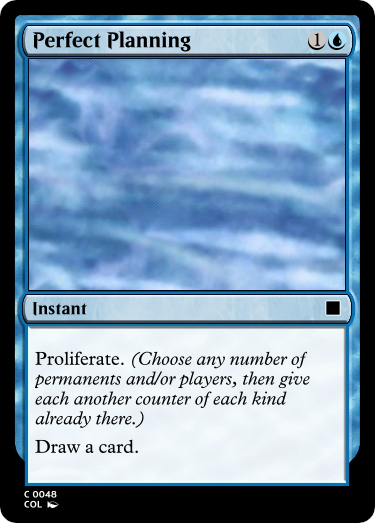 Perfect Planning 1
Instant
Proliferate. (Choose any number of
permanents and/or players, then give
each another counter of each kind
already there.)
Draw a card.
C 0048
COL